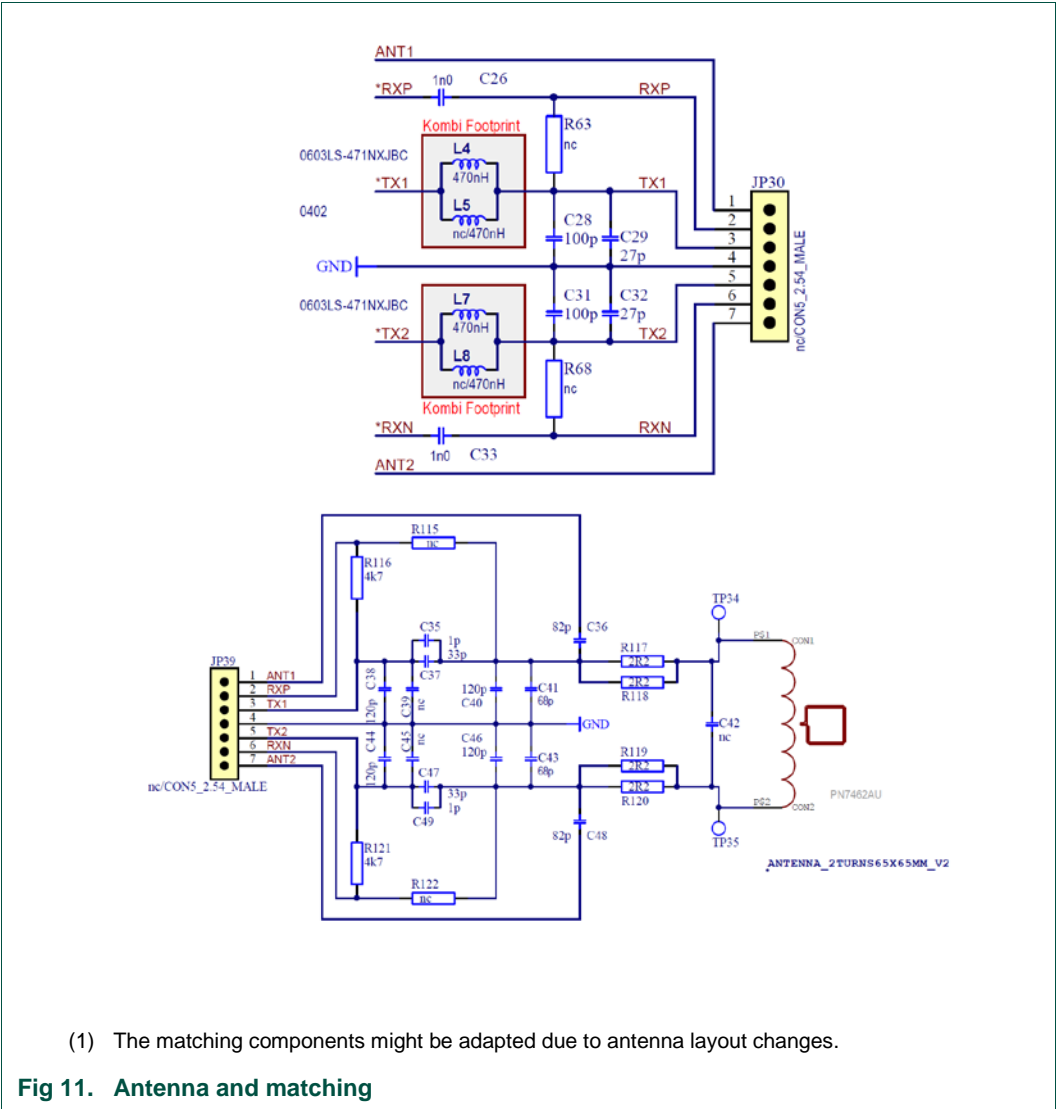 ANT1
*RXP 1n0 C26 RXP
Kombi Footprint
R63
nc
0603LS-471NXJBC
L4
470nH
*TX1 TX1
JP30
0402
L5
nc/470nH
C28
100p
C29
27p
1
2
3
4
5
6
7
GND
nc/CON5_2.54_MALE
0603LS-471NXJBC
L7
470nH
C31
100p
C32
27p
*TX2 TX2
L8
nc/470nH
R68
nc
Kombi Footprint
*RXN RXN
1n0 C33
ANT2
R115
nc
R116
4k7
TP34
C35
1p
82p C36
P$1 CON1
R117
2R2
33p
C37
2R2
R118
JP39
1 ANT1
2 RXP
3 TX1
4
5 TX2
6 RXN
7 ANT2
nc/CON5_2.54_MALE
C38
120p
C39
nc
120p
C40
C41
68p
GND
C42
nc
C44
120p
C45
nc
C46
120p
C43
68p
R119
2R2
C47
33p
2R2
R120
1p
C49
82p C48
P$2 CON2
PN7462AU
TP35
R121
4k7
R122
nc
ANTENNA_2TURNS65X65MM_V2
(1) The matching components might be adapted due to antenna layout changes.
Fig 11. Antenna and matching